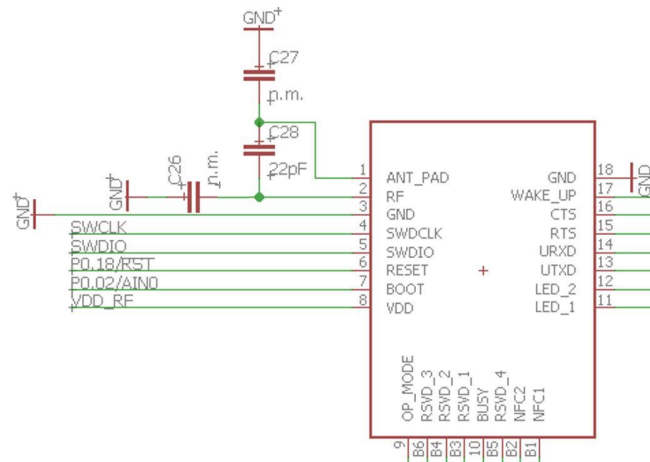 GND
C27
n.m.
C28
22pF
C26
n.m.
GND
GND
SWCLK
SWDIO
P0.18/RST
P0.02/AIN0
VDD_RF
1 ANT_PAD
2 RF
3 GND
4 SWDCLK
5 SWDIO
6 RESET
7 BOOT
8 VDD
GND 18 GND
WAKE_UP 17
CTS 16
RTS 15
URXD 14
UTXD 13
LED_2 12
LED_1 11
OP_MODE 9
RSVD_3 B6
RSVD_2 B4
RSVD_1 B3
BUSY 10
RSVD_4 B5
NFC2 B2
NFC1 B1